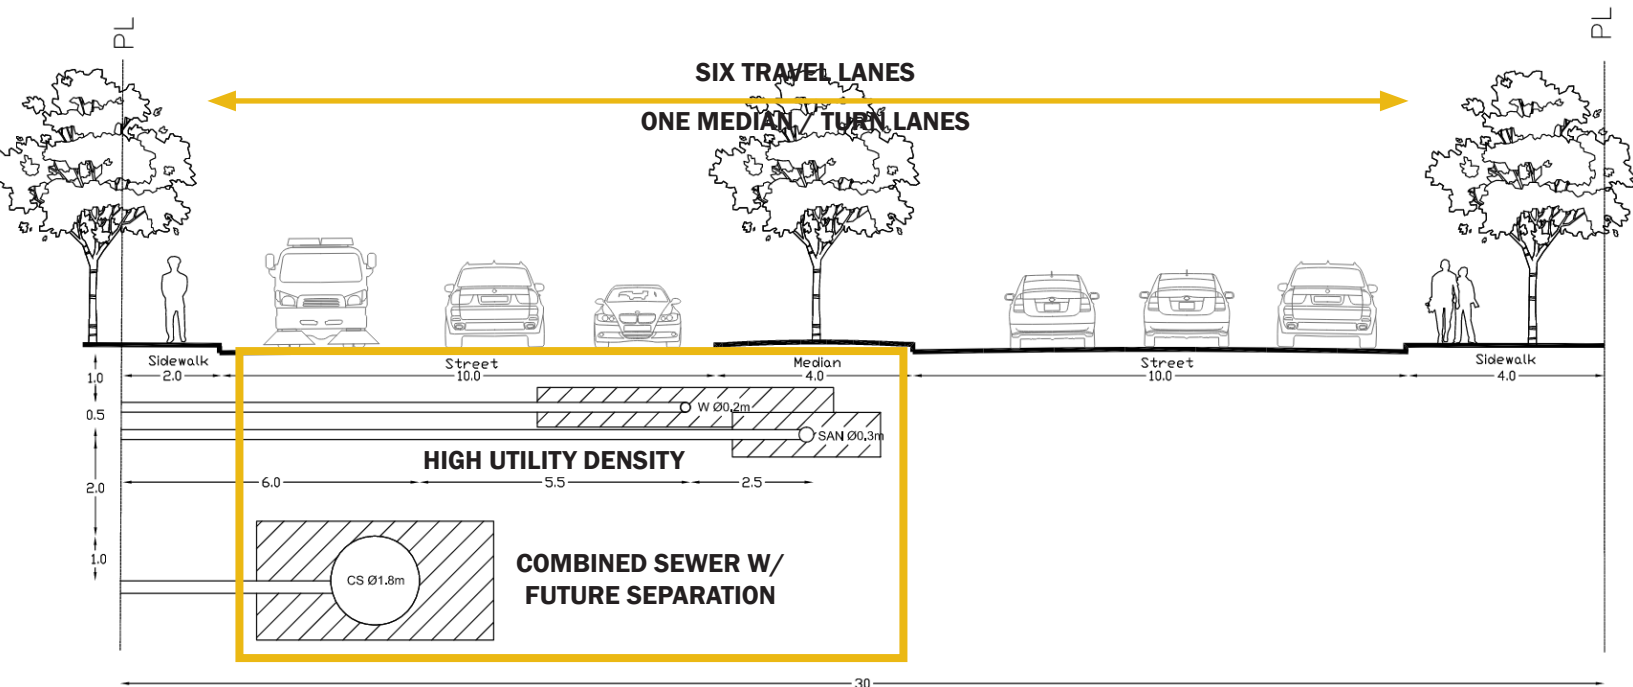 PL
PL
SIX TRAVEL LANES
ONE MEDIAN / TURN LANES
Sidewalk
Street
Median
Street
Sidewalk
2.0
10.0
4.0
10.0
4.0
1.0
0.5
W Ø0.2m
SAN Ø0.3m
HIGH UTILITY DENSITY
2.0
6.0
5.5
2.5
1.0
COMBINED SEWER W/
FUTURE SEPARATION
CS Ø1.8m
30